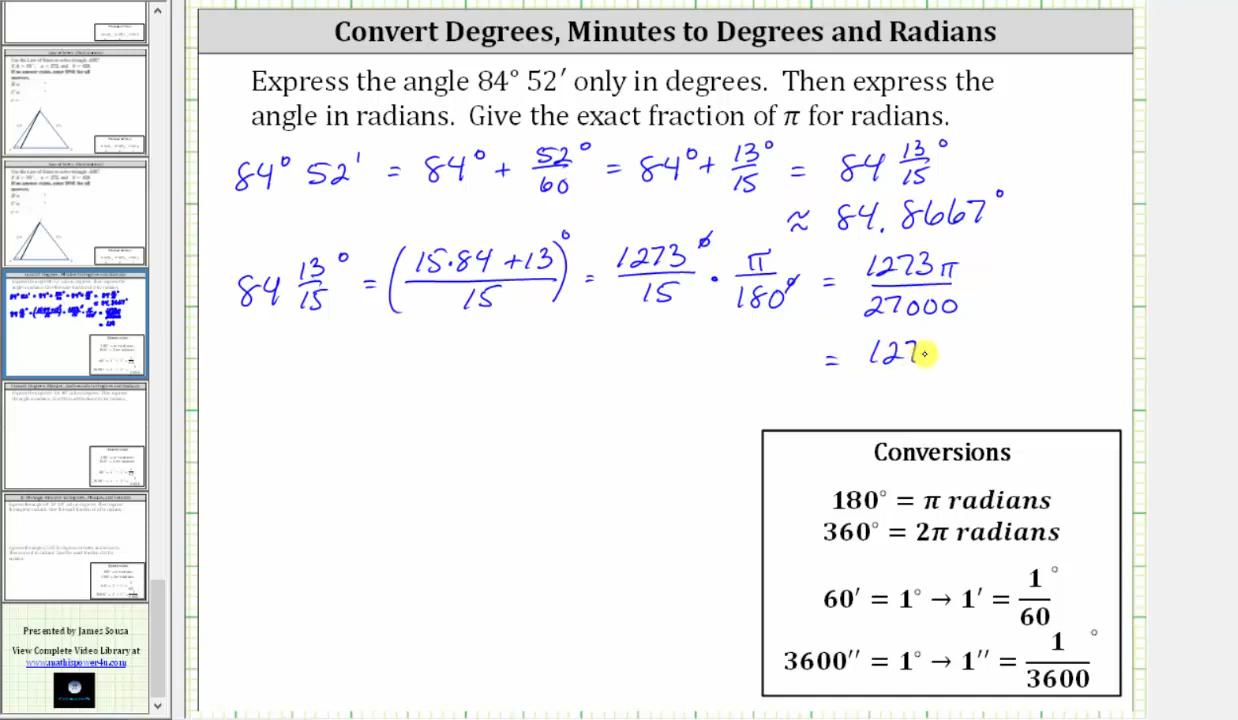 Convert Degrees, Minutes to Degrees and Radians
Express the angle 84° 52′ only in degrees. Then express the
angle in radians. Give the exact fraction of π for radians.
84° 52' = 84° + 52/60° = 84° + 13/15° = 84 13/15°
≈ 84.8667°
84 13/15° = (15·84 + 13 / 15)° = 1273°/15 · π/180° = 1273π/27000
= 127
Conversions
180° = π radians
360° = 2π radians
60′ = 1° → 1′ = 1/60°
3600′′ = 1° → 1′′ = 1/3600°
Presented by James Sousa
View Complete Video Library at
www.mathispower4u.com